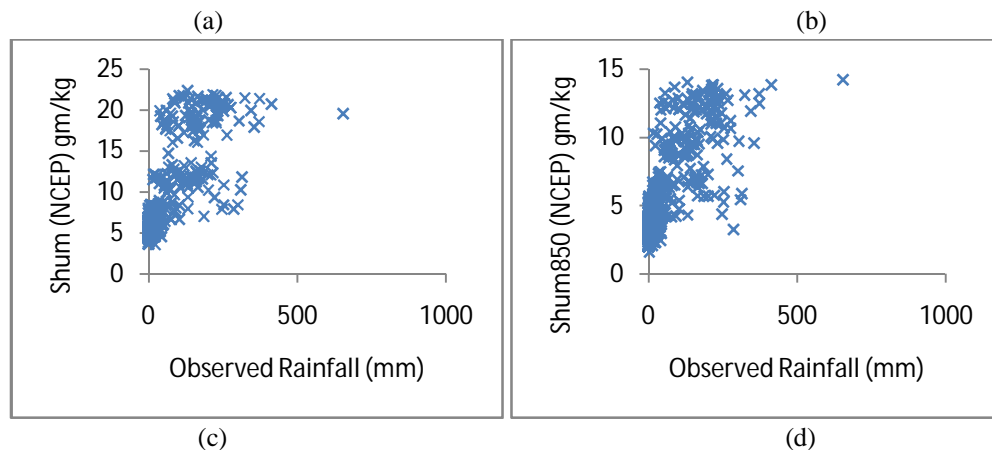 (a) (b)
Shum (NCEP) gm/kg
25
20
15
10
5
0
0 500 1000
Observed Rainfall (mm)
Shum850 (NCEP) gm/kg
15
10
5
0
0 500 1000
Observed Rainfall (mm)
(c) (d)